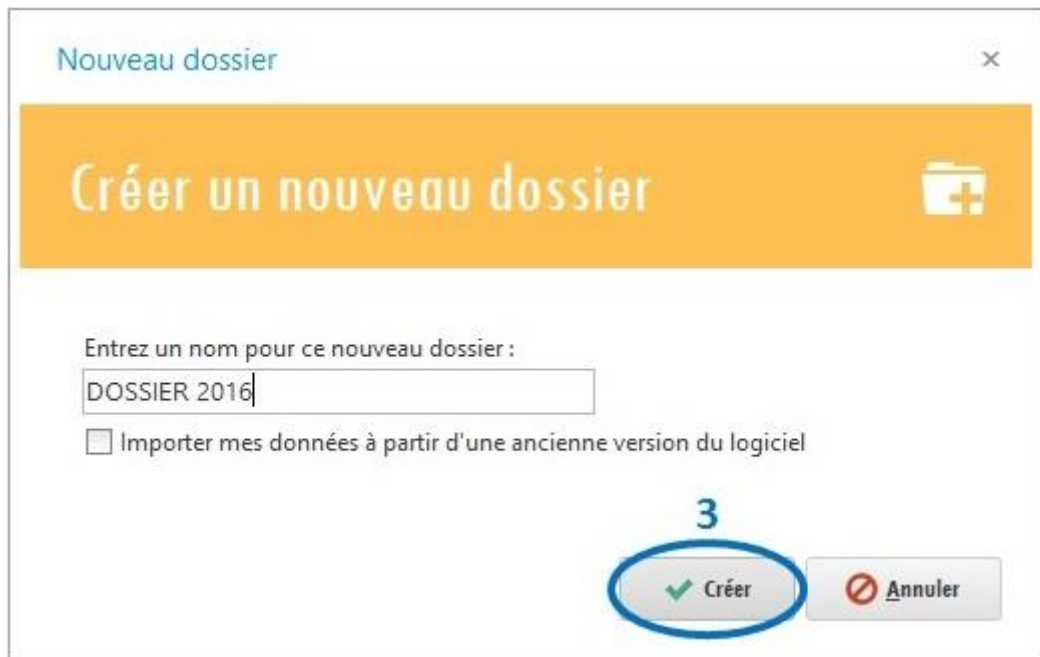 Nouveau dossier
Créer un nouveau dossier
Entrez un nom pour ce nouveau dossier :
DOSSIER 2016
Importer mes données à partir d'une ancienne version du logiciel
3
Créer
Annuler